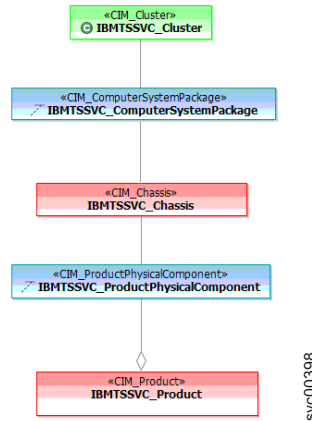 «CIM_Cluster»
C IBMTSSVC_Cluster
«CIM_ComputerSystemPackage»
IBMTSSVC_ComputerSystemPackage
«CIM_Chassis»
IBMTSSVC_Chassis
«CIM_ProductPhysicalComponent»
IBMTSSVC_ProductPhysicalComponent
«CIM_Product»
IBMTSSVC_Product
svc00398